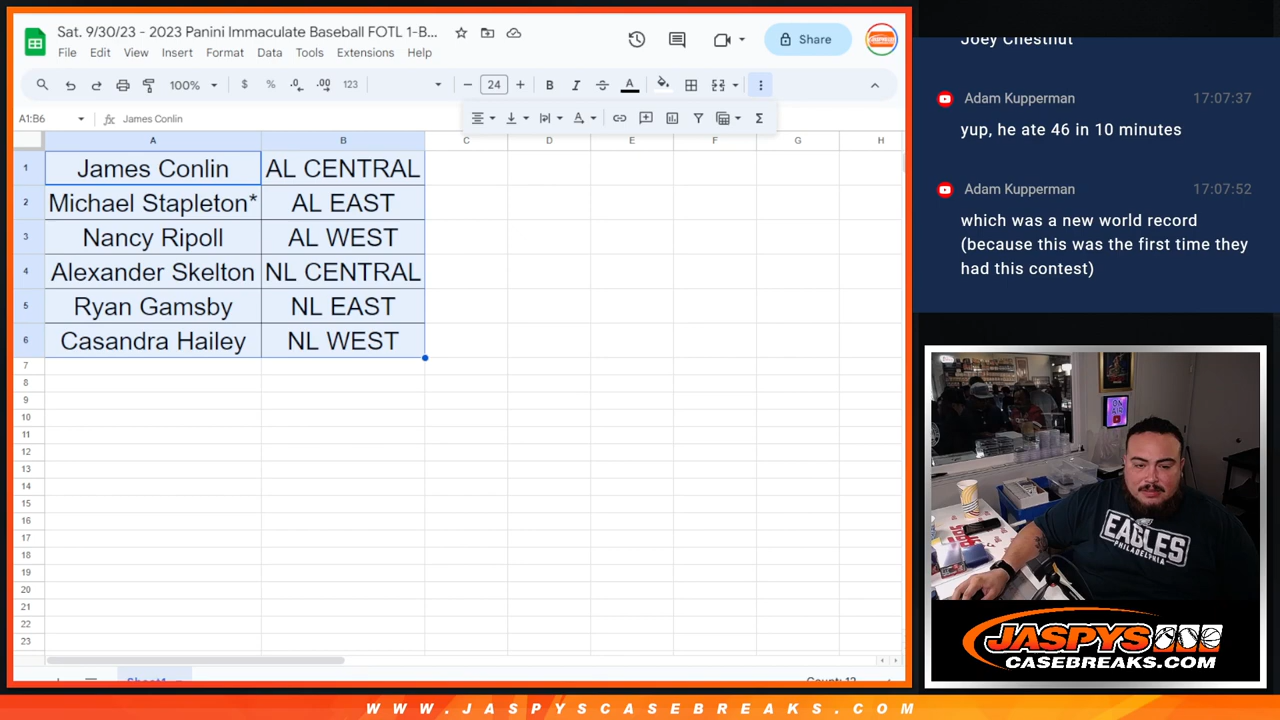 Sat. 9/30/23 - 2023 Panini Immaculate Baseball FOTL 1-B...
File Edit View Insert Format Data Tools Extensions Help
Share
100% $ % .0 .00 123 24 B I A
A1:B6 fx James Conlin
A B C D E F G H
1 James Conlin AL CENTRAL
2 Michael Stapleton* AL EAST
3 Nancy Ripoll AL WEST
4 Alexander Skelton NL CENTRAL
5 Ryan Gamsby NL EAST
6 Casandra Hailey NL WEST
7
8
9
10
11
12
13
14
15
16
17
18
19
20
21
22
23
Joey Chestnut
Adam Kupperman 17:07:37
yup, he ate 46 in 10 minutes
Adam Kupperman 17:07:52
which was a new world record
(because this was the first time they
had this contest)
ON
AIR
EAGLES
PHILADELPHIA
JASPYS
CASEBREAKS.COM
WWW.JASPYSCASEBREAKS.COM